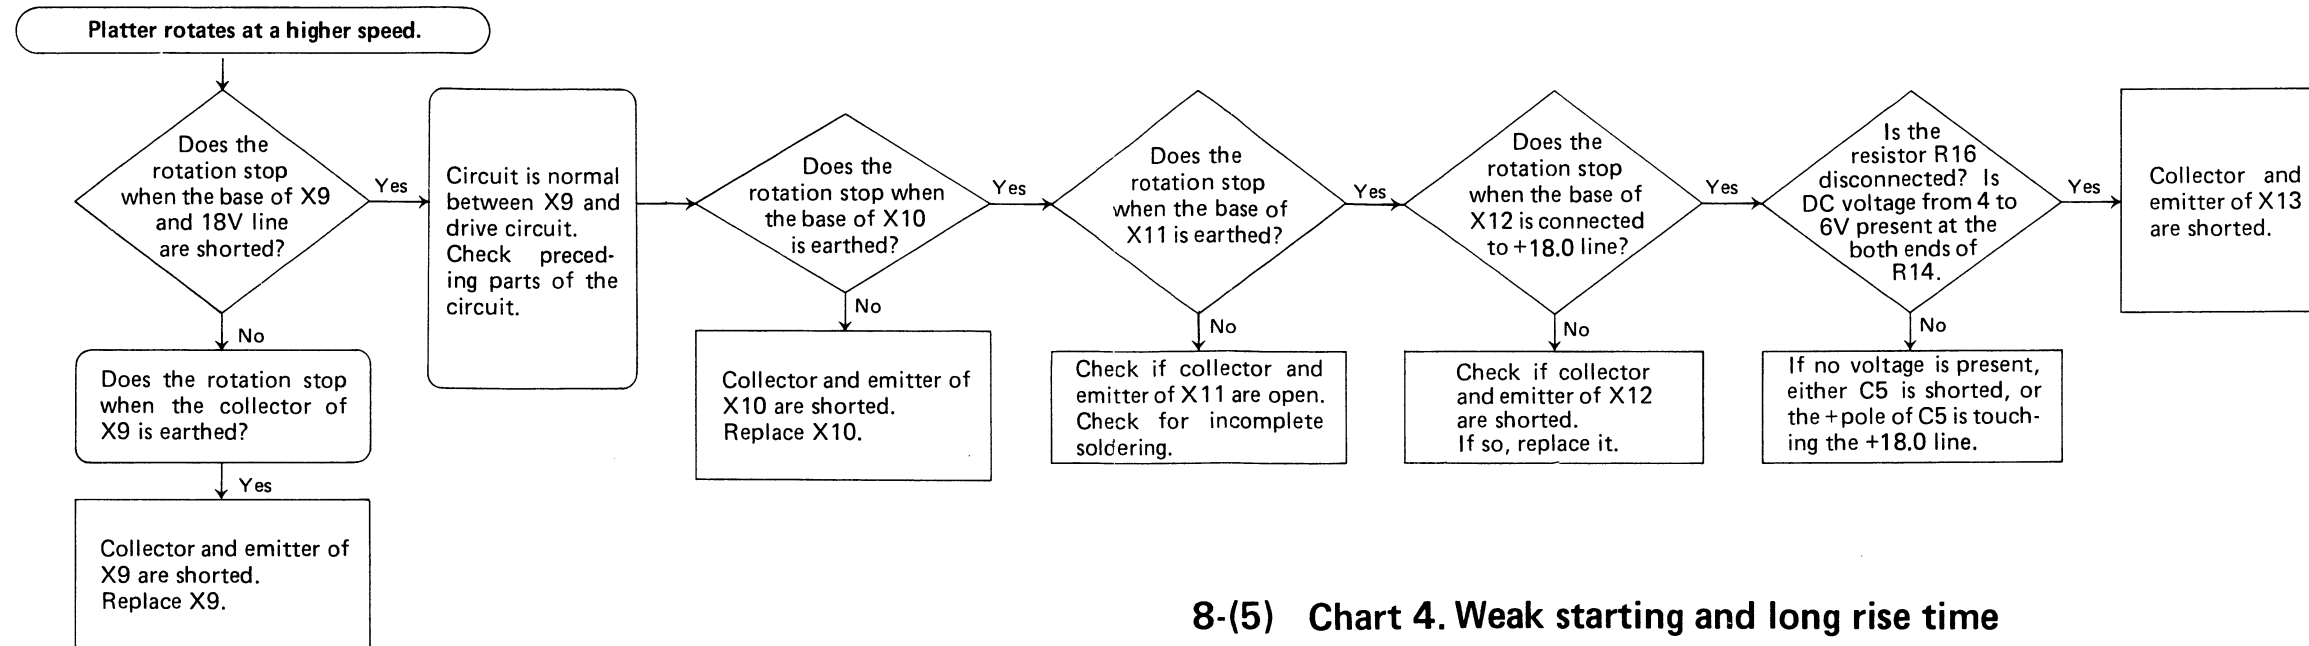 Platter rotates at a higher speed.
Does the
rotation stop
when the base of X9
and 18V line
are shorted?
Yes
No
Does the rotation stop
when the collector of
X9 is earthed?
Yes
Collector and emitter of
X9 are shorted.
Replace X9.
Circuit is normal
between X9 and
drive circuit.
Check preced-
ing parts of the
circuit.
Does the
rotation stop when
the base of X10
is earthed?
Yes
No
Collector and emitter of
X10 are shorted.
Replace X10.
Does the
rotation stop
when the base of
X11 is earthed?
Yes
No
Check if collector and
emitter of X11 are open.
Check for incomplete
soldering.
Does the
rotation stop
when the base of
X12 is connected
to +18.0 line?
Yes
No
Check if collector
and emitter of X12
are shorted.
If so, replace it.
Is the
resistor R16
disconnected? Is
DC voltage from 4 to
6V present at the
both ends of
R14.
Yes
No
If no voltage is present,
either C5 is shorted, or
the +pole of C5 is touch-
ing the +18.0 line.
Collector and
emitter of X13
are shorted.
8-(5) Chart 4. Weak starting and long rise time